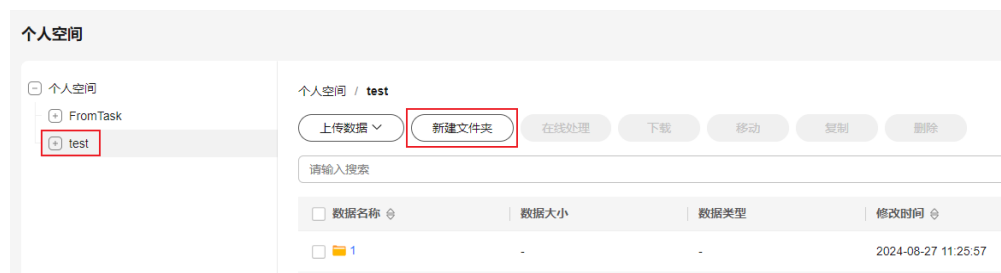 个人空间
个人空间
FromTask
test
个人空间 / test
上传数据 新建文件夹 在线处理 下载 移动 复制 删除
请输入搜索
数据名称 数据大小 数据类型 修改时间
1 - - 2024-08-27 11:25:57